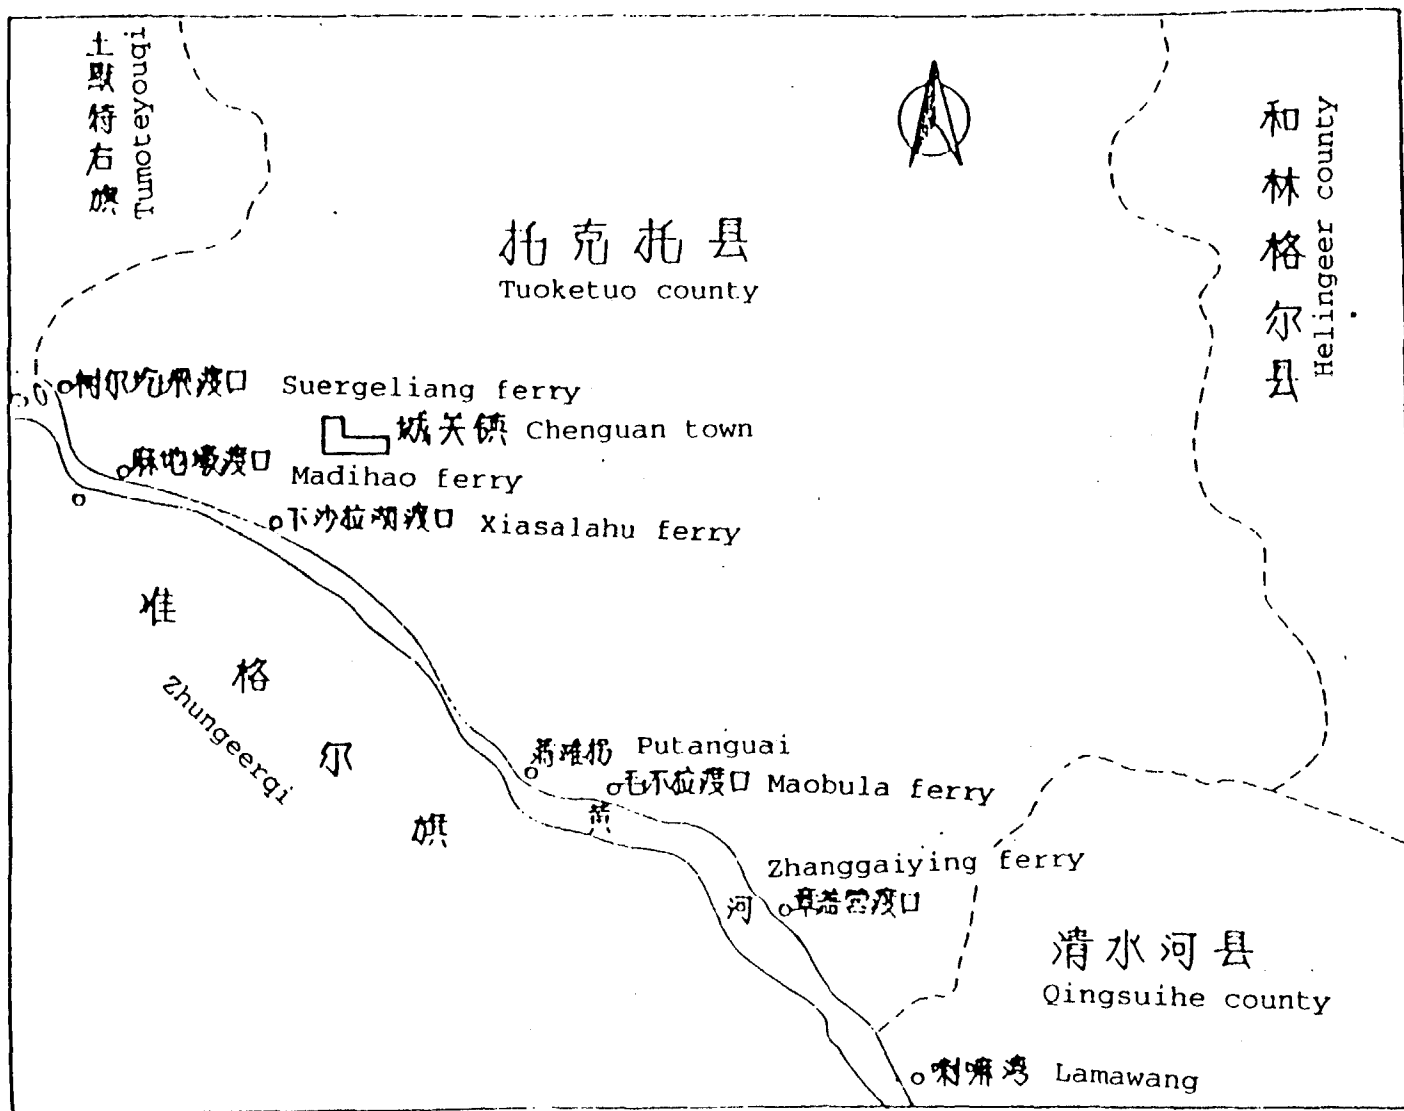 土默特右旗
Tumoteyouqi
和林格尔县
Helingeer county
托克托县
Tuoketuo county
渡口 Suergeliang ferry
城关镇 Chenguan town
麻地壕渡口 Madihao ferry
下沙拉湖渡口 Xiasalahu ferry
准格尔旗
Zhungeerqi
蒲滩拐 Putanguai
毛不拉渡口 Maobula ferry
黄河
Zhanggaiying ferry
章盖营渡口
清水河县
Qingsuihe county
喇嘛湾 Lamawang